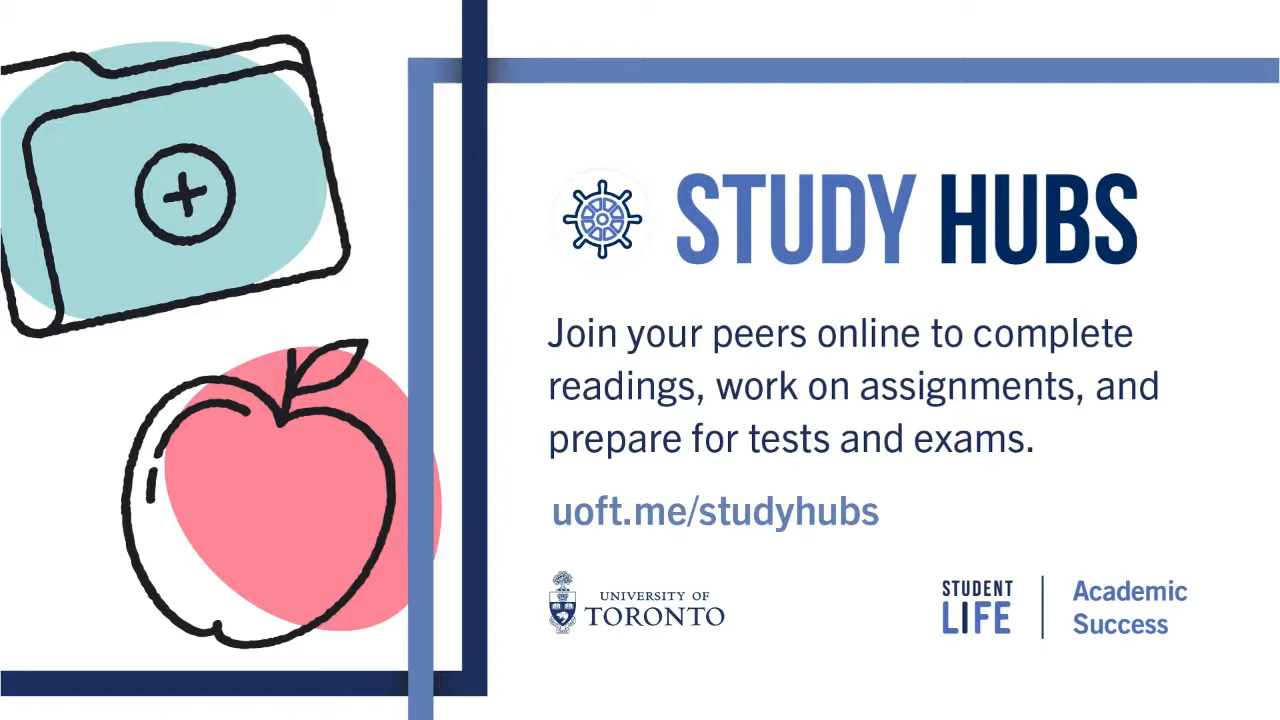 STUDY HUBS
Join your peers online to complete
readings, work on assignments, and
prepare for tests and exams.
uoft.me/studyhubs
UNIVERSITY OF
TORONTO
STUDENT
LIFE
Academic
Success